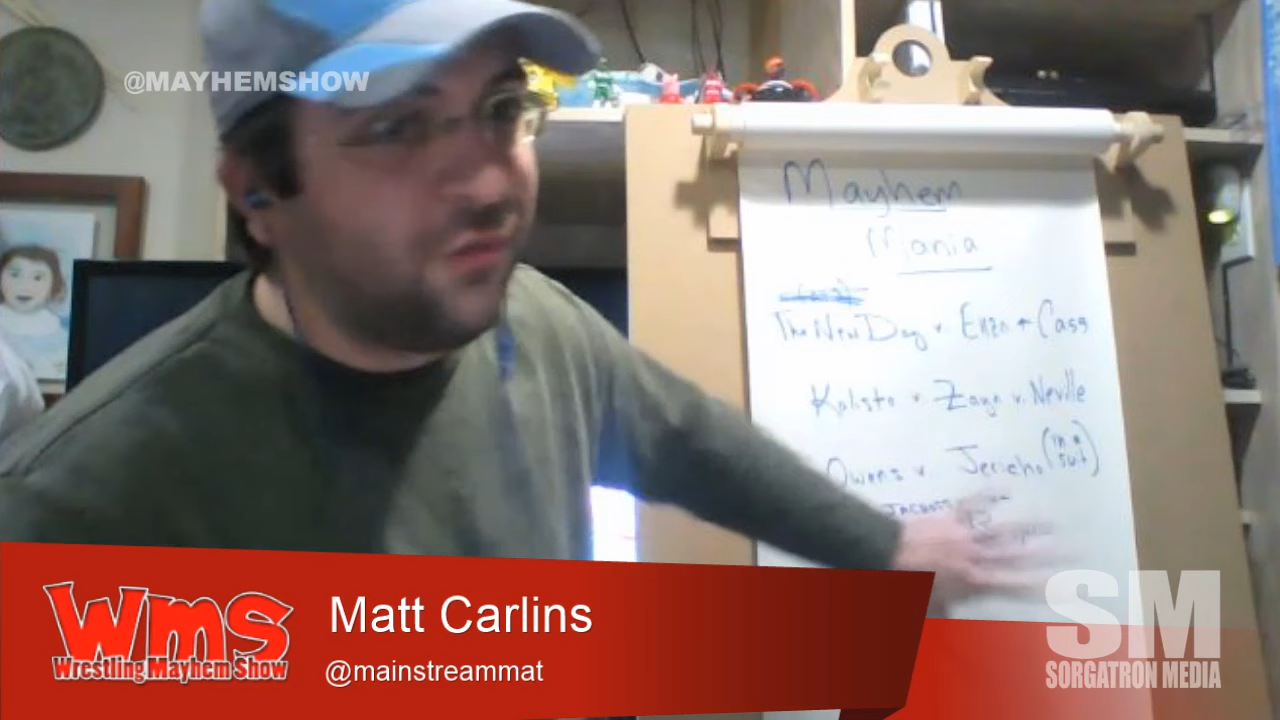 @MAYHEMSHOW
Mayhem
Mania
The New Day v. Enzo + Cass
Kalisto v. Zayn v. Neville
Owens v Jericho (in a suit)
wms
Wrestling Mayhem Show
Matt Carlins
@mainstreammat
SM
SORGATRON MEDIA